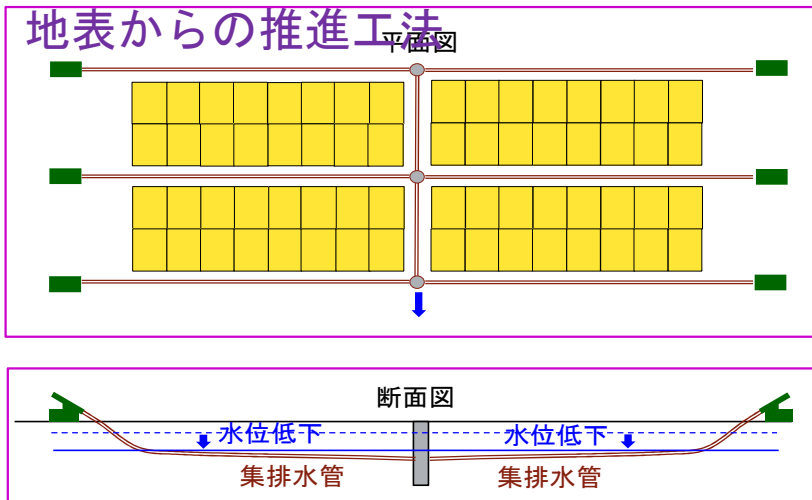 地表からの推進工法
平面図
断面図
水位低下
水位低下
集排水管
集排水管